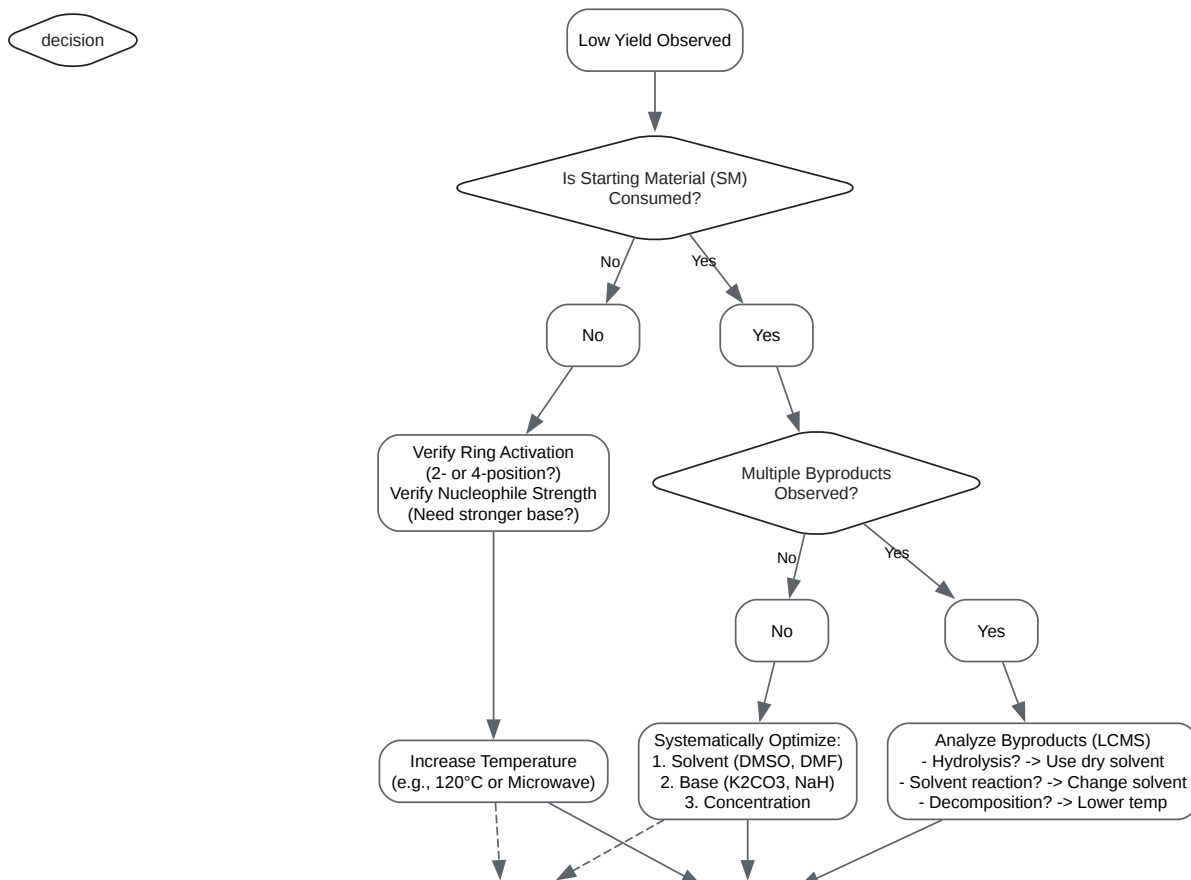 decision
Low Yield Observed
Is Starting Material (SM)
Consumed?
No
Yes
No
Yes
Verify Ring Activation
(2- or 4-position?)
Verify Nucleophile Strength
(Need stronger base?)
Multiple Byproducts
Observed?
No
Yes
No
Yes
Increase Temperature
(e.g., 120°C or Microwave)
Systematically Optimize:
1. Solvent (DMSO, DMF)
2. Base (K2CO3, NaH)
3. Concentration
Analyze Byproducts (LCMS)
- Hydrolysis? -> Use dry solvent
- Solvent reaction? -> Change solvent
- Decomposition? -> Lower temp